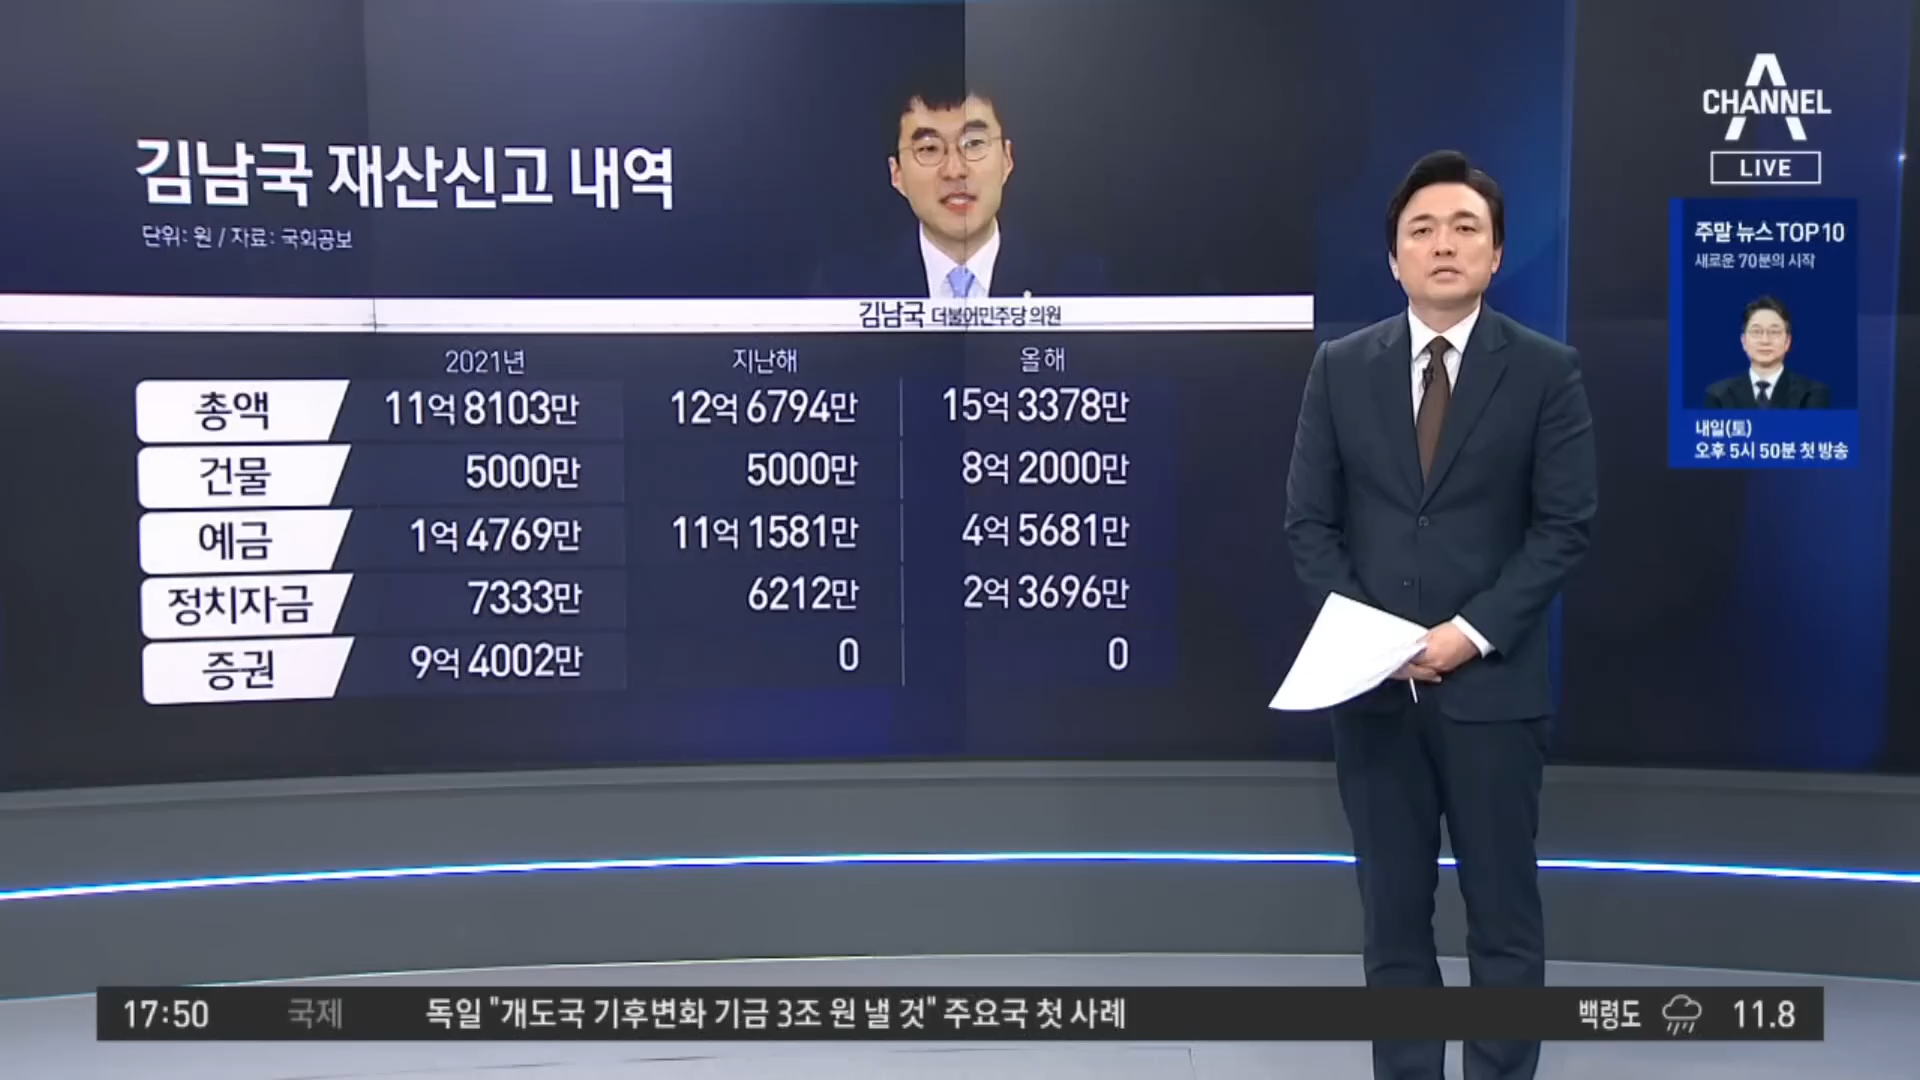 김남국 재산신고 내역
단위: 원 / 자료: 국회공보
김남국 더불어민주당 의원
2021년 지난해 올해
총액 11억 8103만 12억 6794만 15억 3378만
건물 5000만 5000만 8억 2000만
예금 1억 4769만 11억 1581만 4억 5681만
정치자금 7333만 6212만 2억 3696만
증권 9억 4002만 0 0
CHANNEL A
LIVE
주말 뉴스 TOP 10
새로운 70분의 시작
내일(토)
오후 5시 50분 첫 방송
17:50 국제 독일 "개도국 기후변화 기금 3조 원 낼 것" 주요국 첫 사례 백령도 11.8